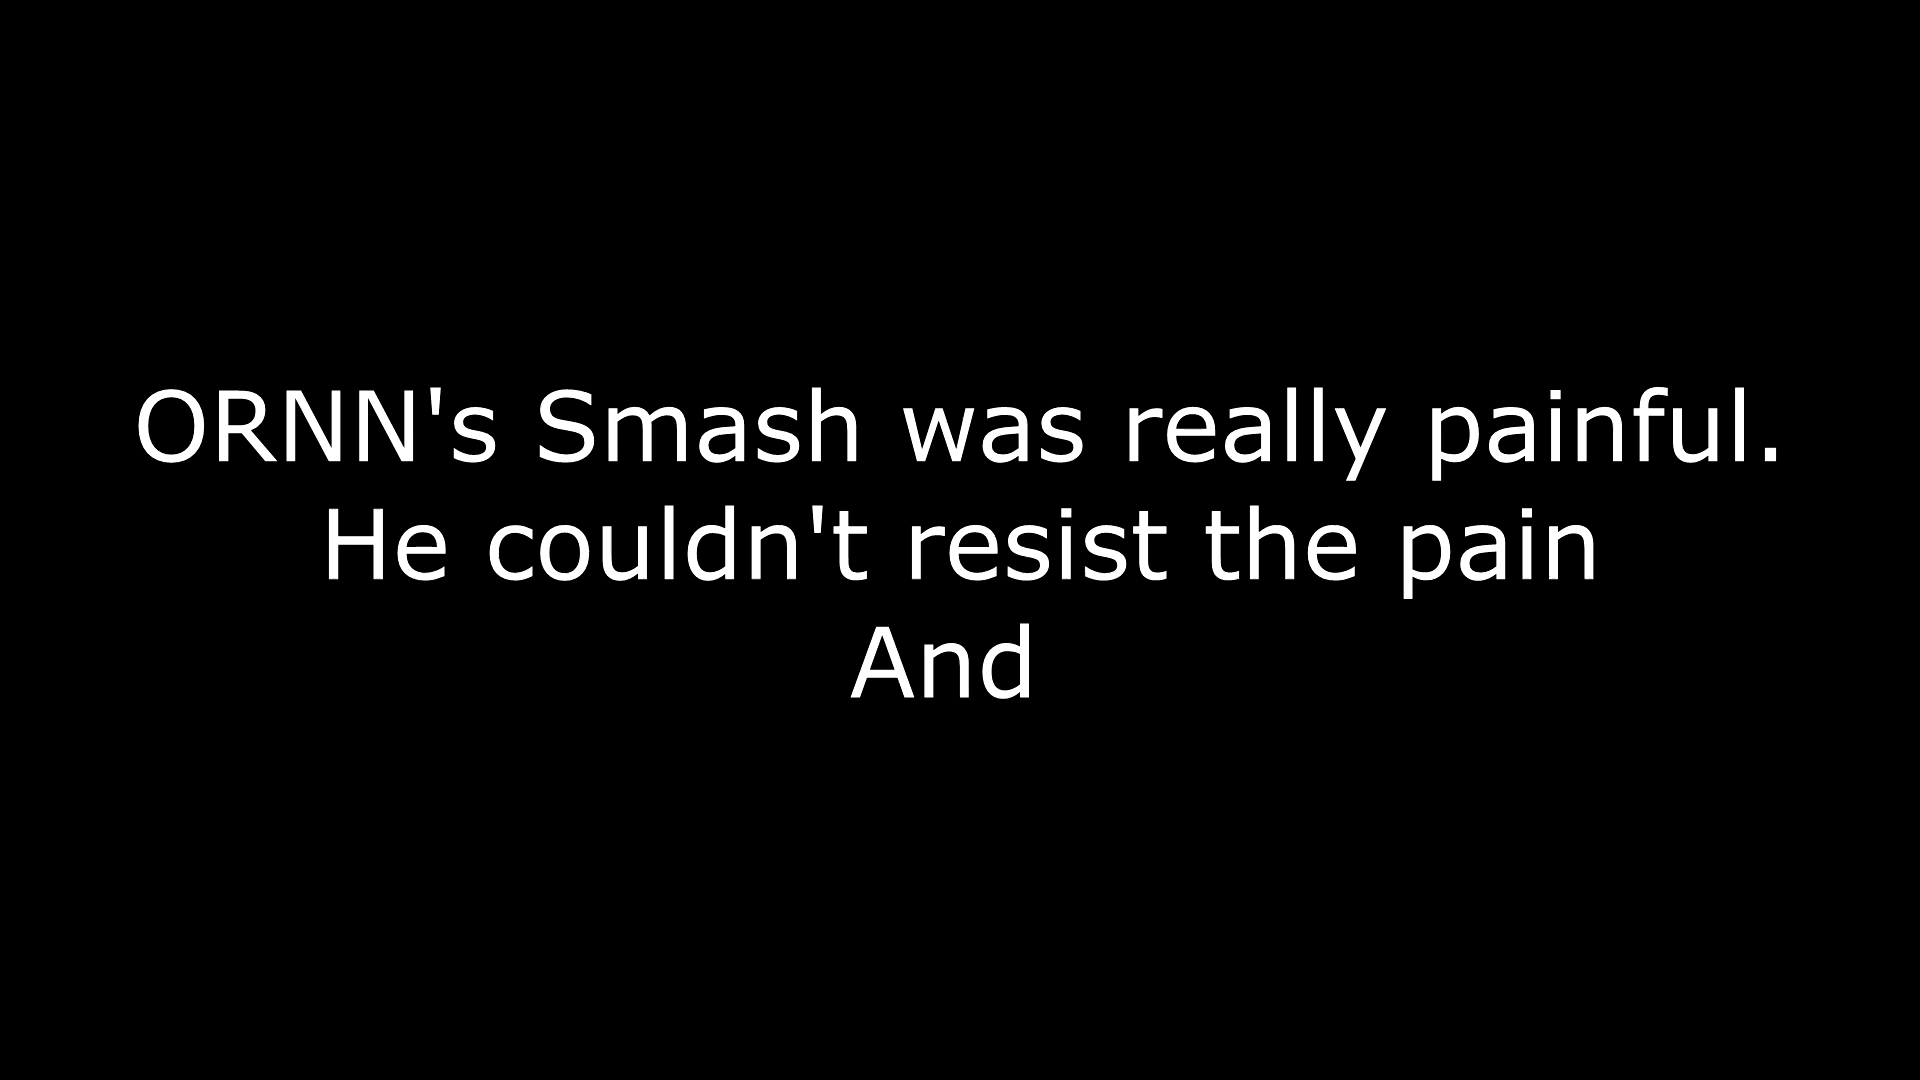 ORNN's Smash was really painful.
He couldn't resist the pain
And